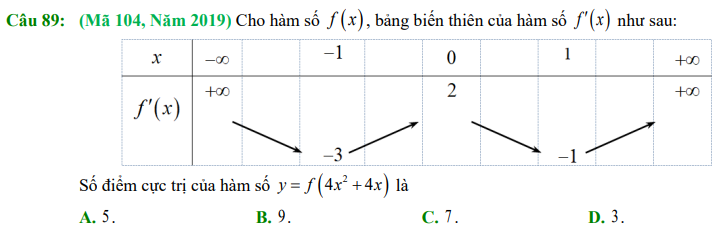 Câu 89: (Mã 104, Năm 2019) Cho hàm số f(x), bảng biến thiên của hàm số f′(x) như sau:
x −∞ −1 0 1 +∞
+∞ 2 +∞
f′(x)
−3 −1
Số điểm cực trị của hàm số y = f(4x² + 4x) là
A. 5. B. 9. C. 7. D. 3.